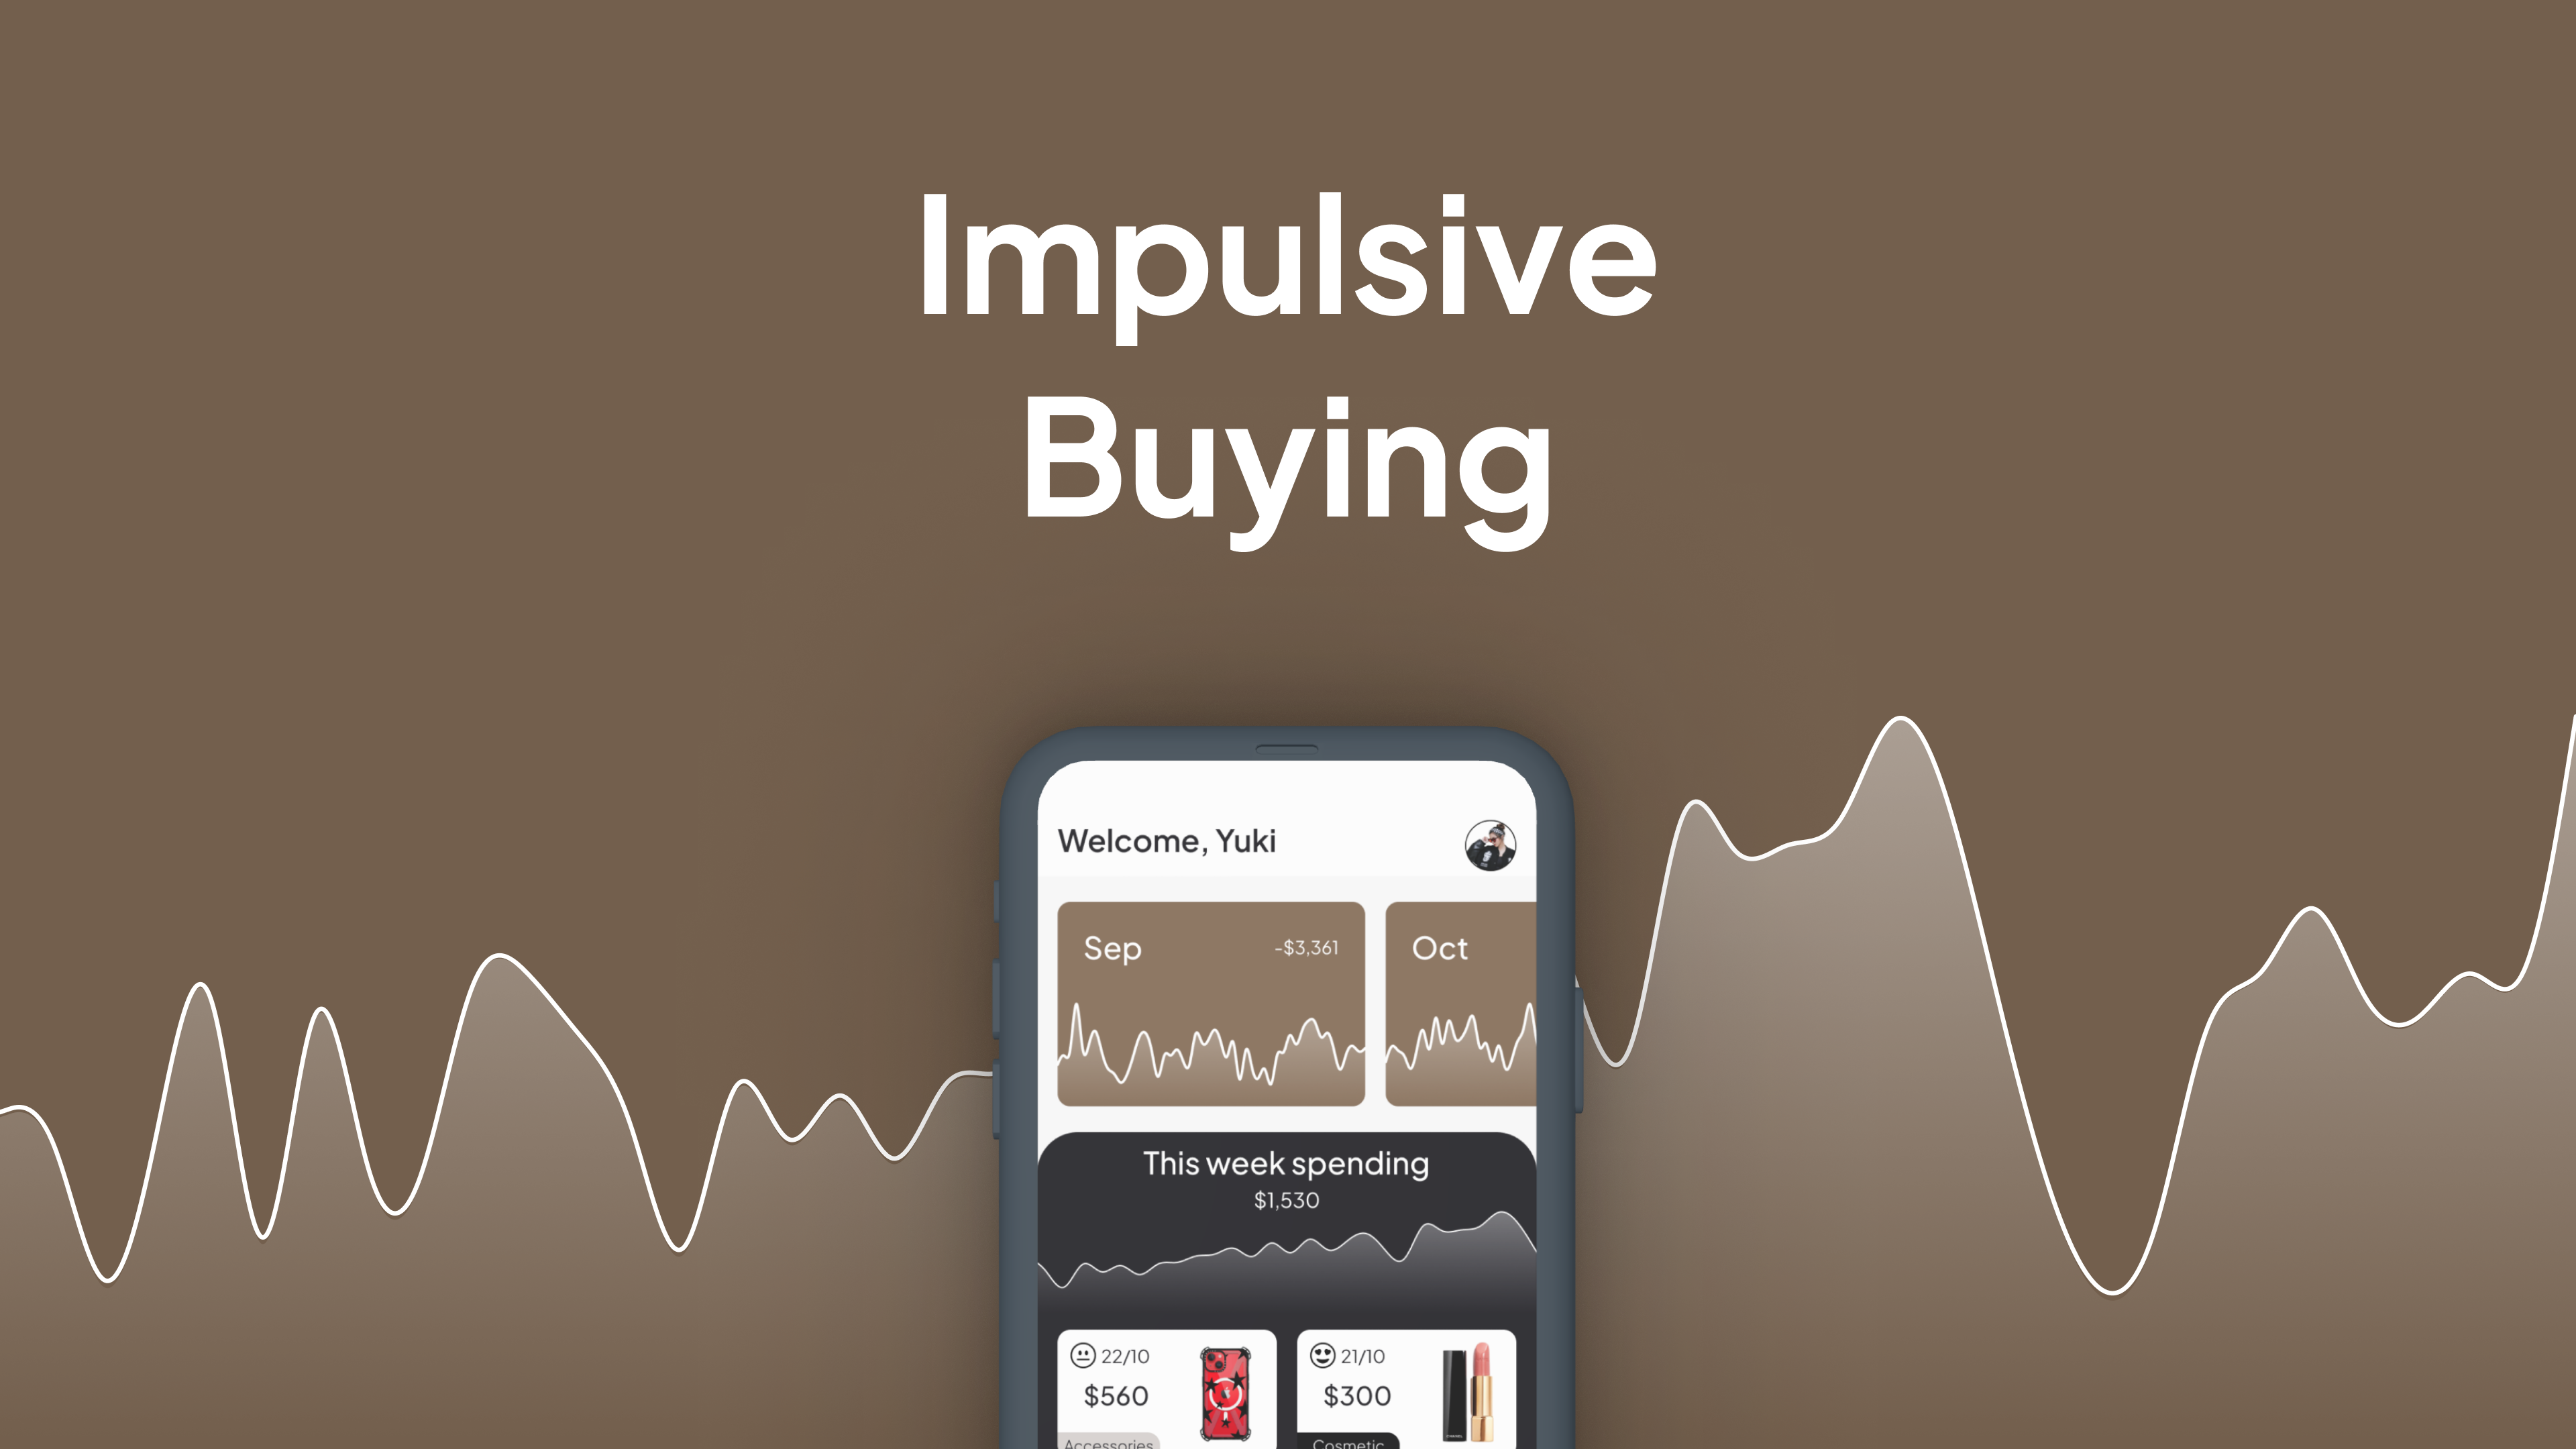 Impulsive
Buying
Welcome, Yuki
Sep -$3,361
Oct
This week spending
$1,530
22/10
$560
Accessories
21/10
$300
Cosmetic